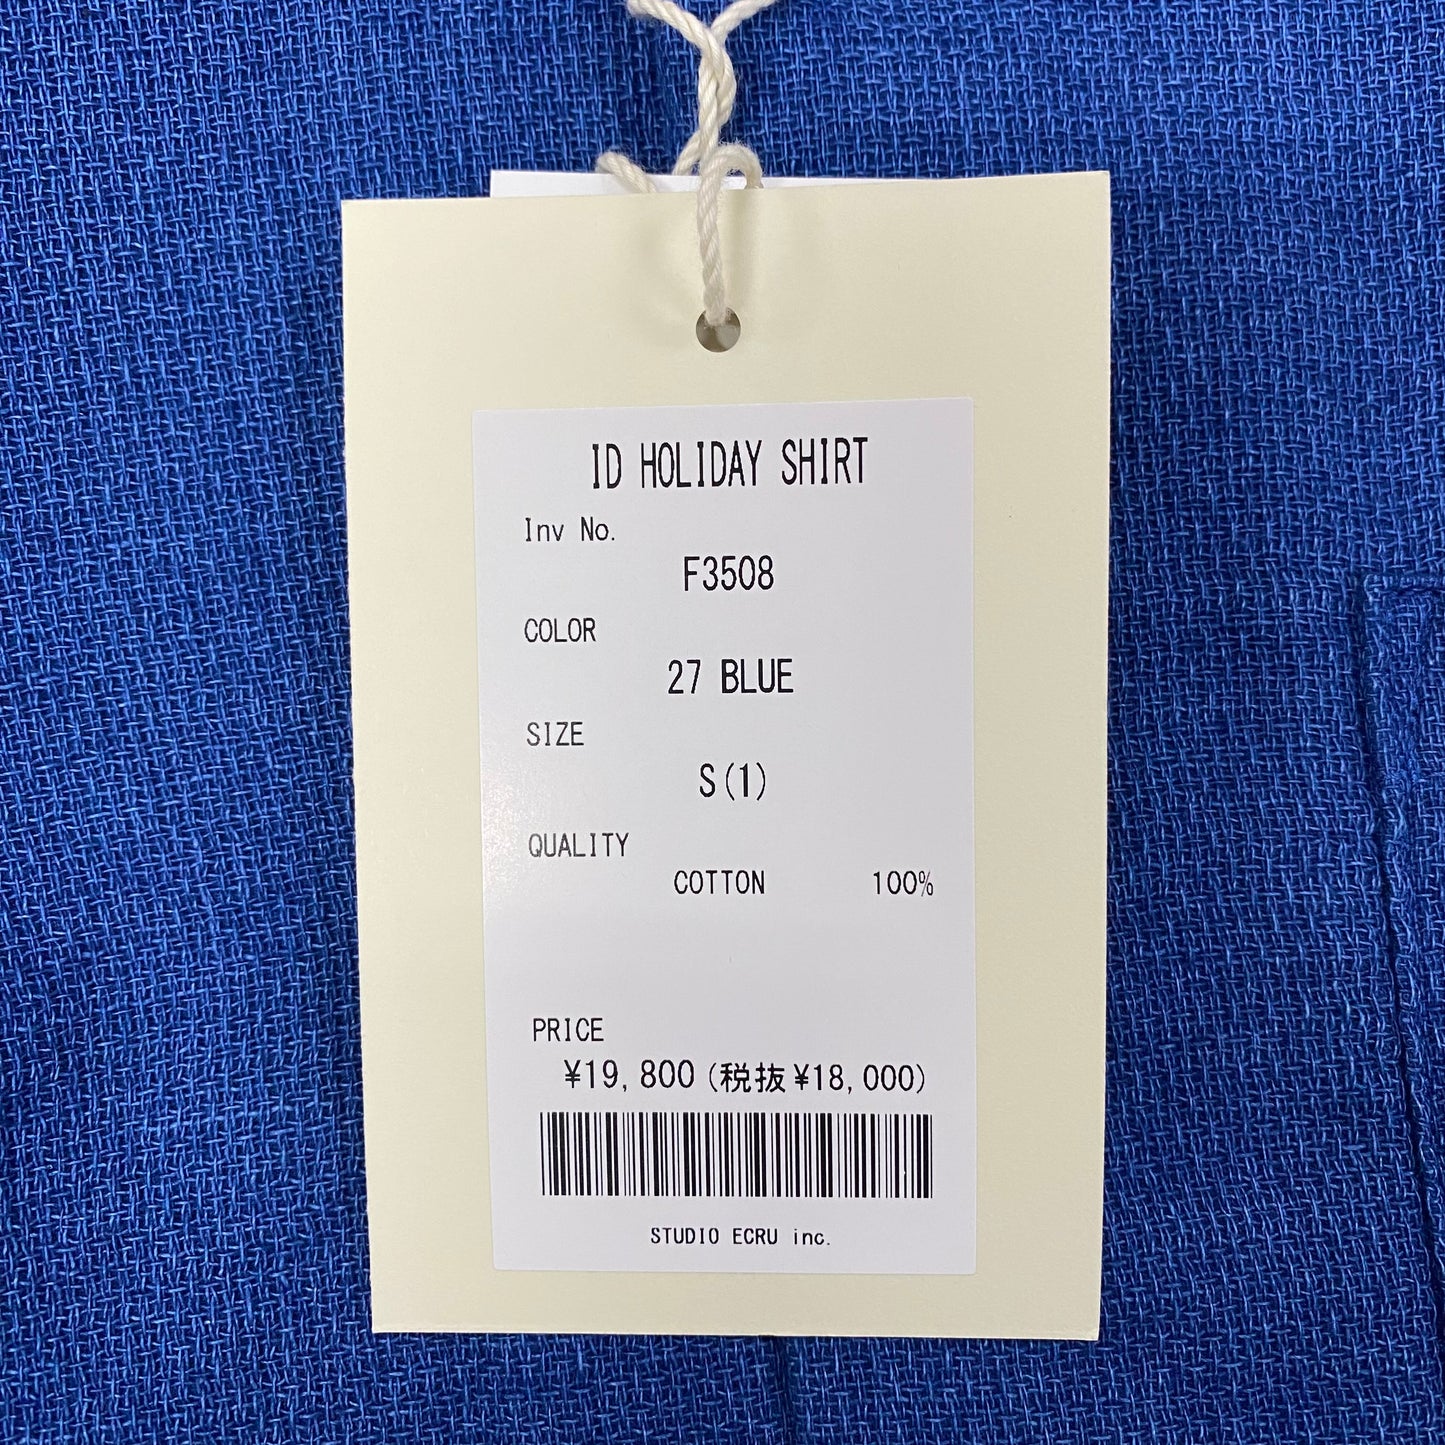 ID HOLIDAY SHIRT
Inv No.
F3508
COLOR
27 BLUE
SIZE
S(1)
QUALITY
COTTON 100%
PRICE
¥19,800(税抜¥18,000)
STUDIO ECRU inc.